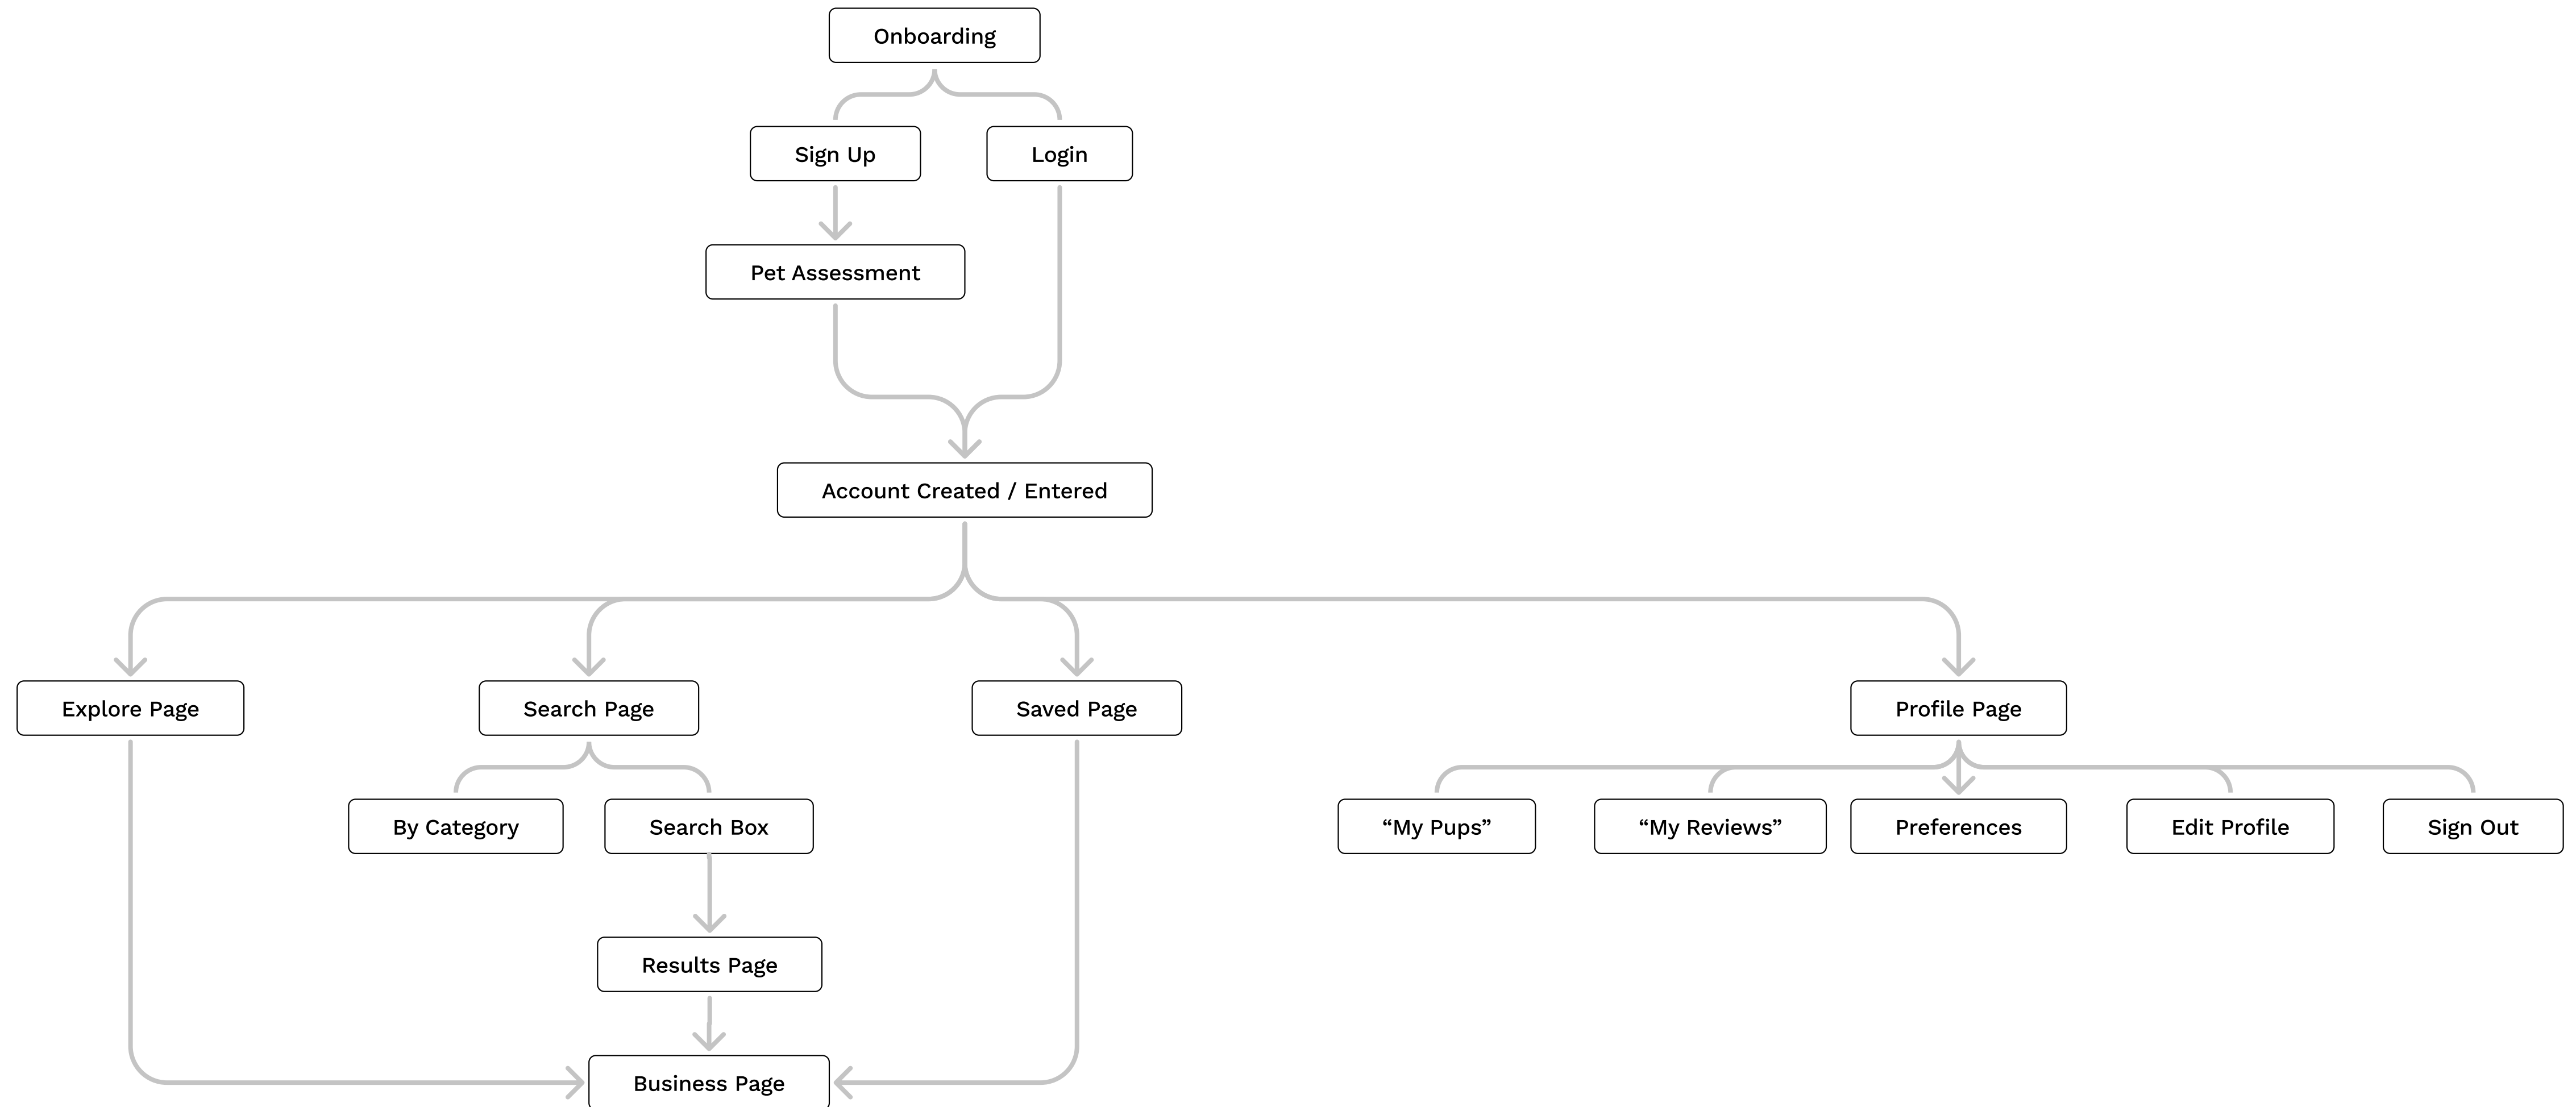 Onboarding
Sign Up
Login
Pet Assessment
Account Created / Entered
Explore Page
Search Page
Saved Page
Profile Page
By Category
Search Box
“My Pups”
“My Reviews”
Preferences
Edit Profile
Sign Out
Results Page
Business Page